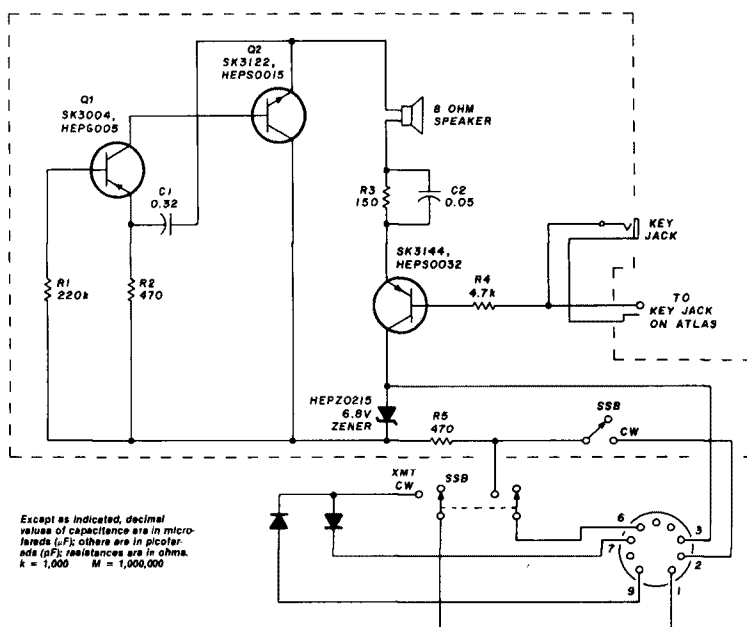 Q1
SK3004,
HEPG005
Q2
SK3122,
HEPS0015
8 OHM
SPEAKER
C1
0.32
R3
150
C2
0.05
R1
220k
R2
470
SK3144,
HEPS0032
R4
4.7k
KEY
JACK
TO
KEY JACK
ON ATLAS
HEPZ0215
6.8V
ZENER
R5
470
SSB
CW
XMT
CW
SSB
6
3
7
2
9
1
Except as indicated, decimal
values of capacitance are in micro-
farads (µF); others are in picofar-
ads (pF); resistances are in ohms.
k = 1,000 M = 1,000,000